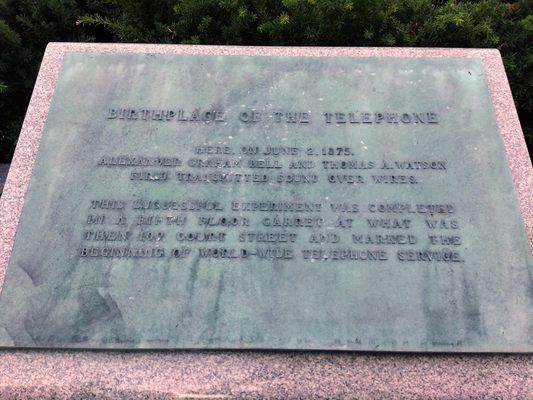 BIRTHPLACE OF THE TELEPHONE
HERE, ON JUNE 2, 1875,
ALEXANDER GRAHAM BELL AND THOMAS A. WATSON
FIRST TRANSMITTED SOUND OVER WIRES.
THIS SUCCESSFUL EXPERIMENT WAS COMPLETED
IN A FIFTH FLOOR GARRET AT WHAT WAS
THEN 109 COURT STREET AND MARKED THE
BEGINNING OF WORLD-WIDE TELEPHONE SERVICE.